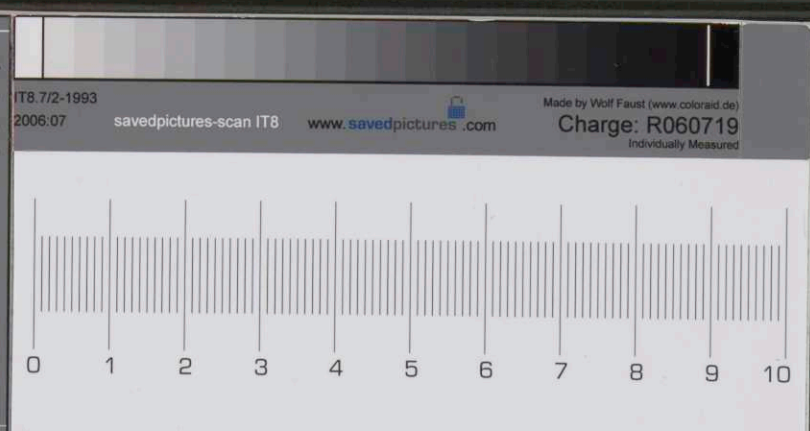 IT8.7/2-1993
2006:07
savedpictures-scan IT8
www.savedpictures.com
Made by Wolf Faust (www.coloraid.de)
Charge: R060719
Individually Measured
0 1 2 3 4 5 6 7 8 9 10